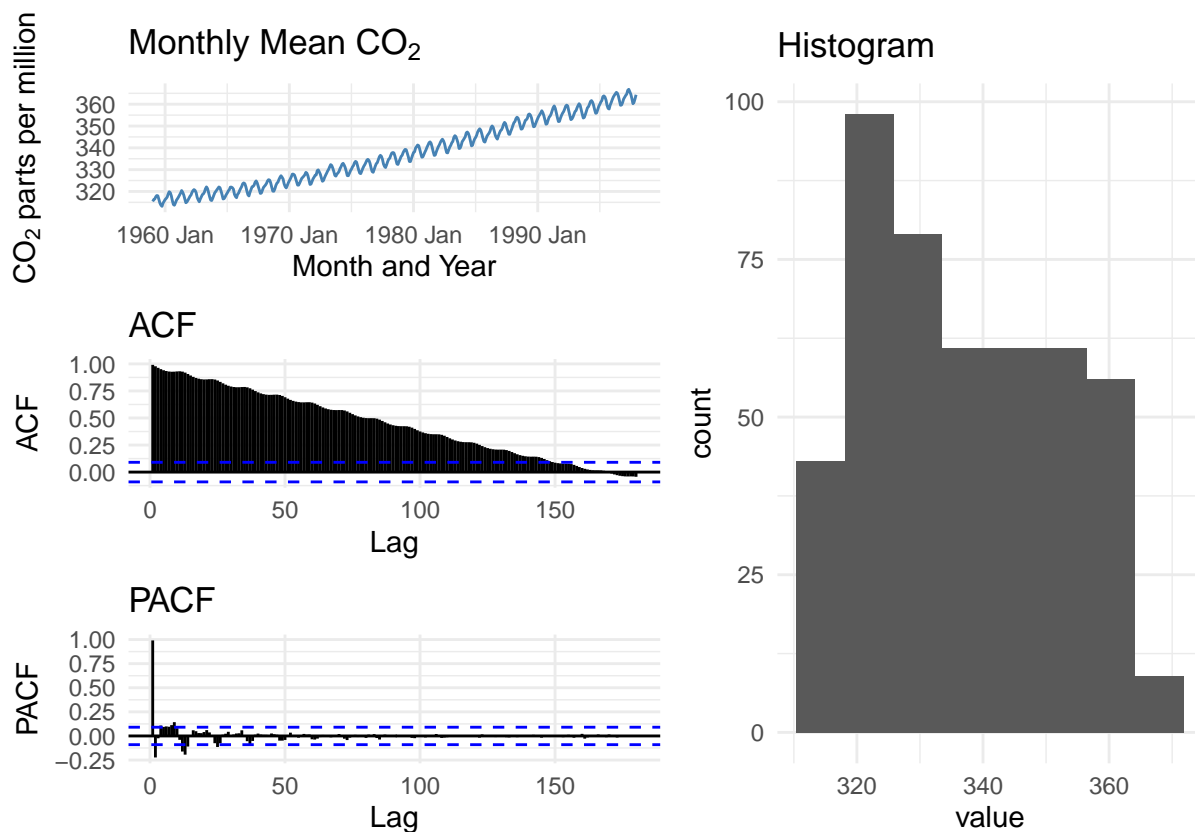 Monthly Mean CO₂
CO₂ parts per million
360
350
340
330
320
1960 Jan 1970 Jan 1980 Jan 1990 Jan
Month and Year
ACF
ACF
1.00
0.75
0.50
0.25
0.00
0 50 100 150
Lag
PACF
PACF
1.00
0.75
0.50
0.25
0.00
−0.25
0 50 100 150
Lag
Histogram
count
100
75
50
25
0
320 340 360
value